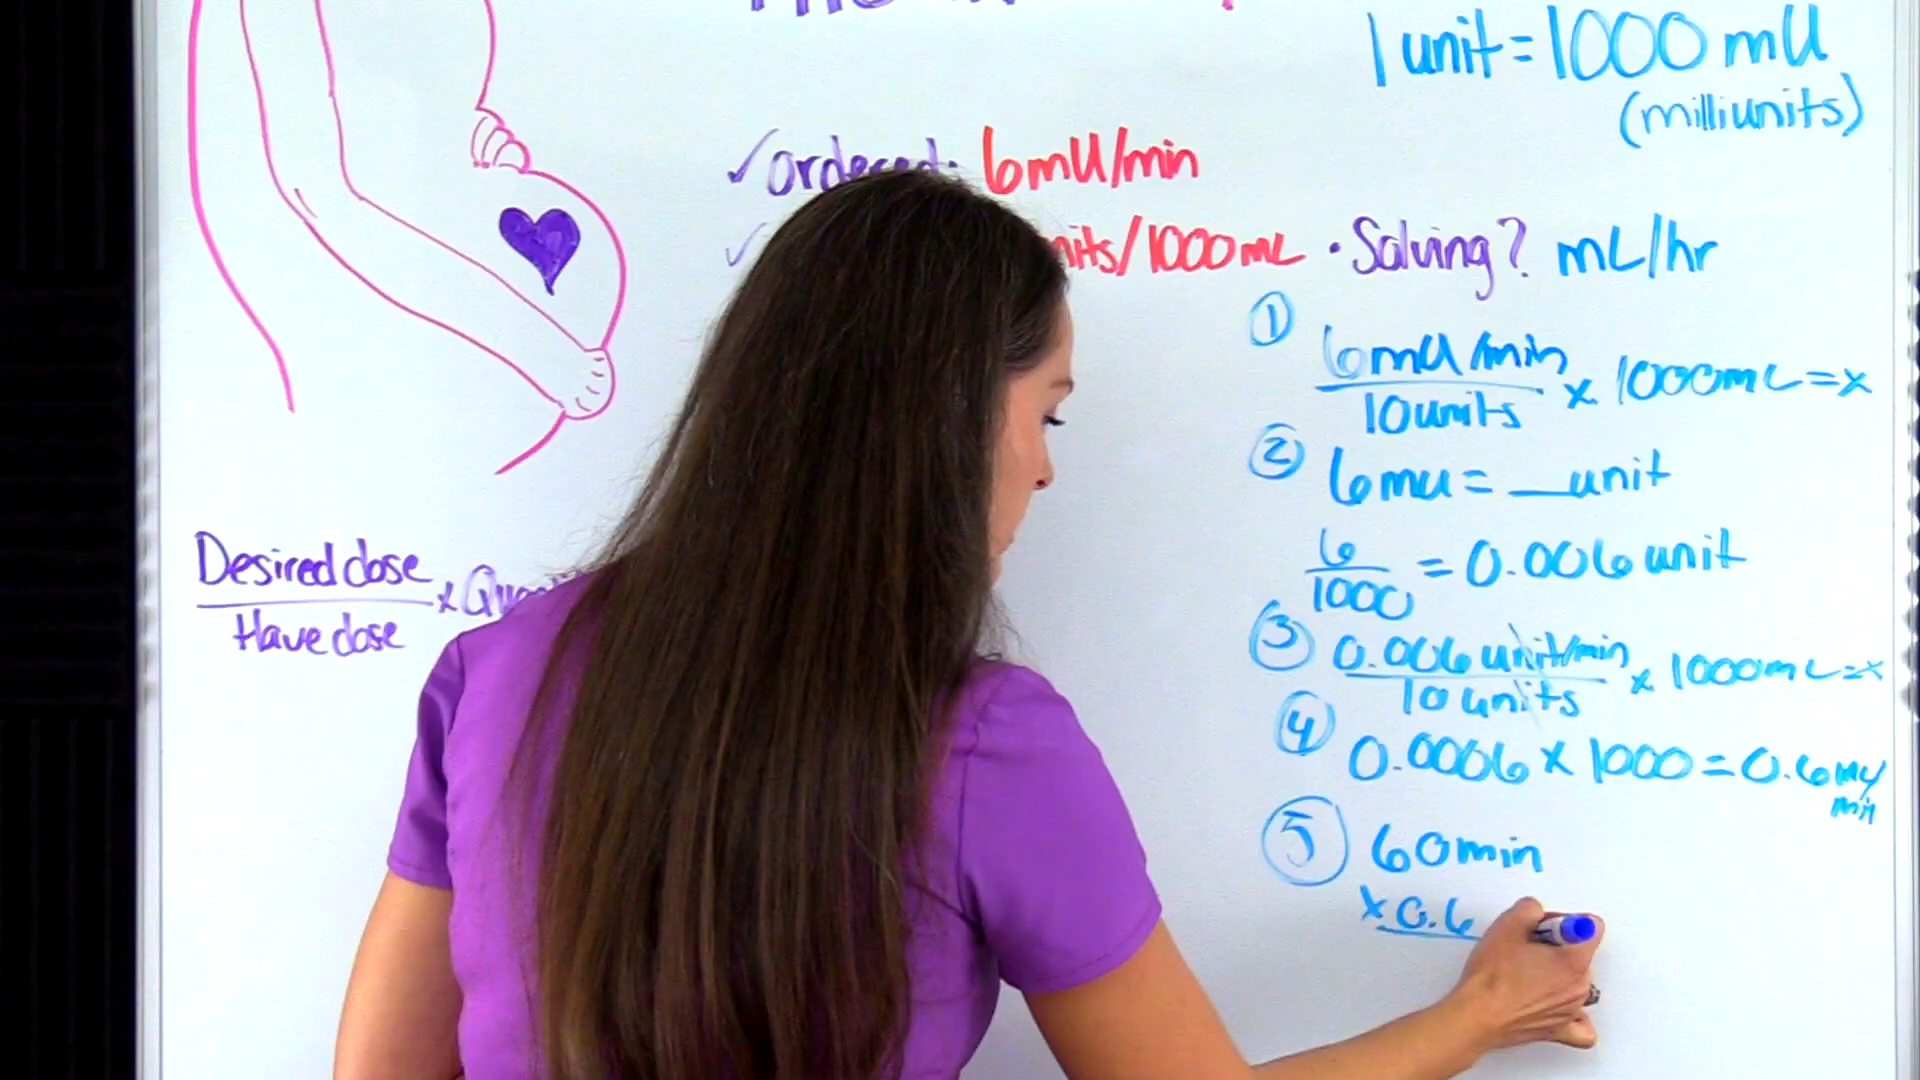 1 unit = 1000 mU
(milliunits)
✓ordered: 6mU/min
✓ /1000mL • Solving? mL/hr
①
6mU/min
10units
x 1000mL = x
② 6mu = __unit
6
1000
= 0.006 unit
③ 0.006 unit/min
10 units
x 1000mL = x
④ 0.0006 x 1000 = 0.6 mL/
min
⑤ 60min
x 0.6
Desired dose
Have dose
x